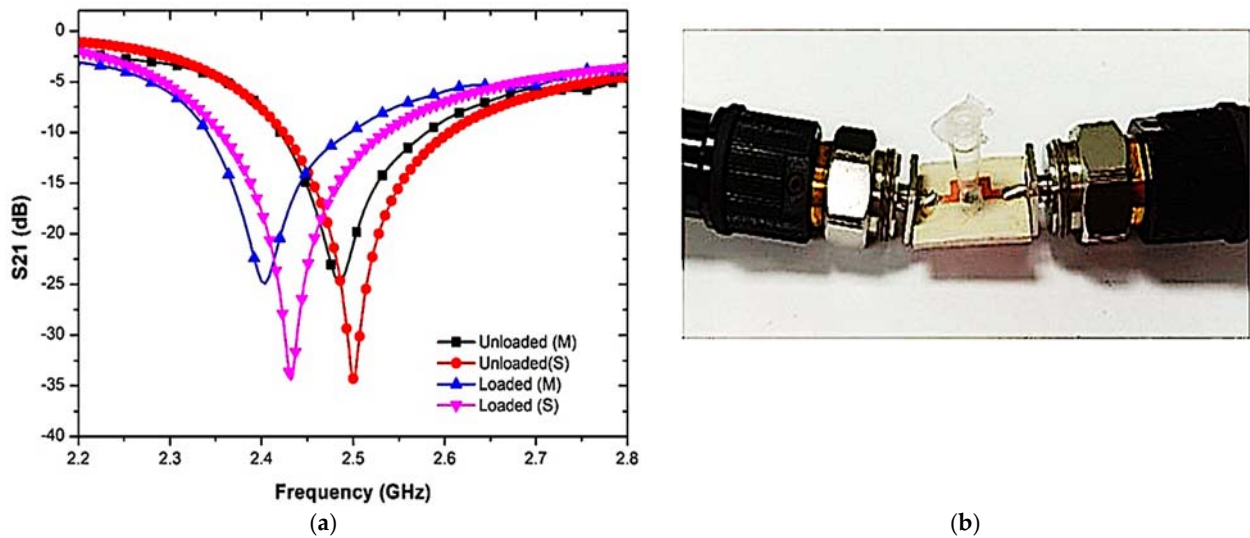 0
-5
-10
-15
-20
-25
-30
-35
-40
S21 (dB)
Unloaded (M)
Unloaded(S)
Loaded (M)
Loaded (S)
2.2 2.3 2.4 2.5 2.6 2.7 2.8
Frequency (GHz)
(a) (b)